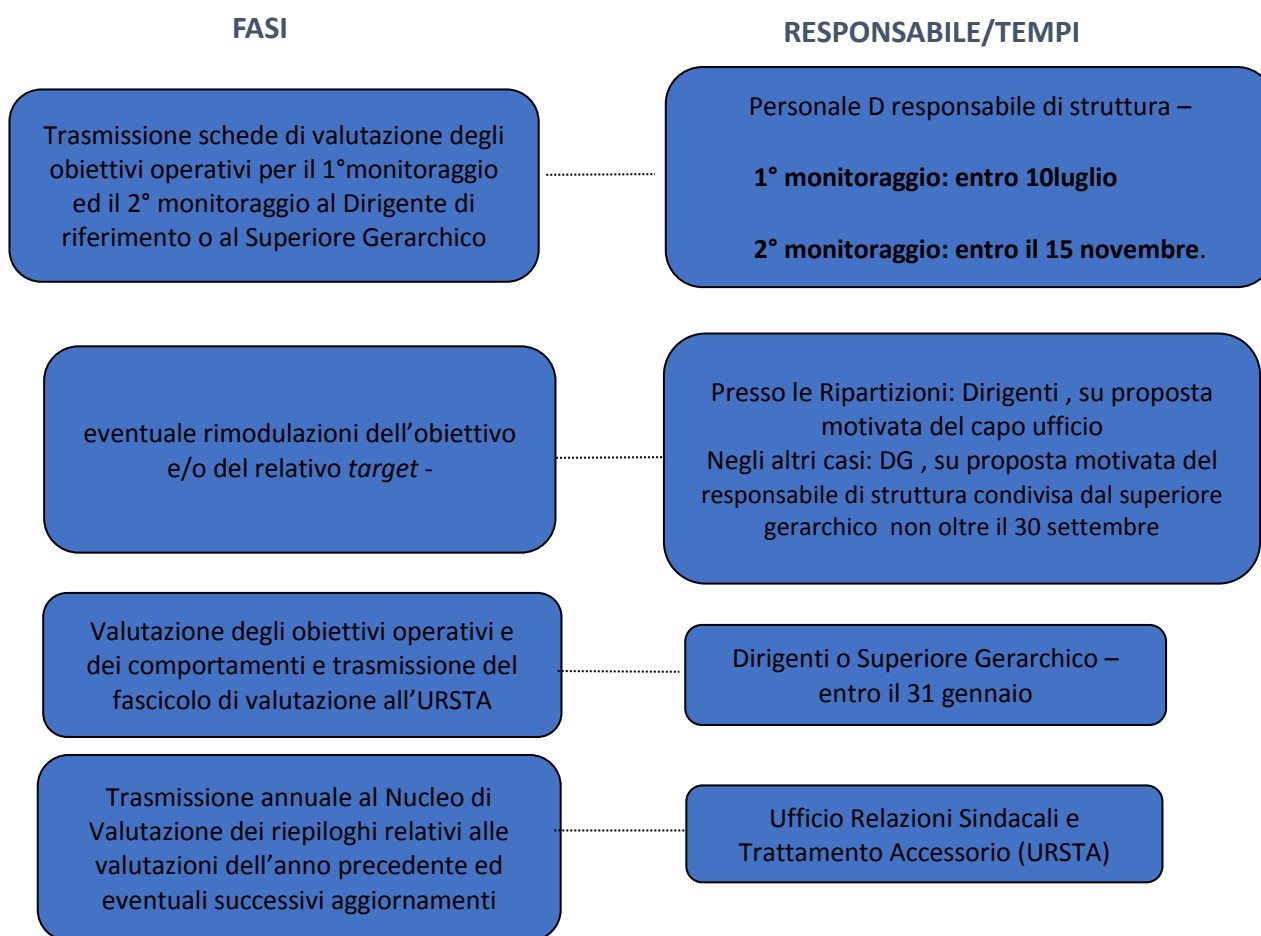 FASI
RESPONSABILE/TEMPI
Trasmissione schede di valutazione degli
obiettivi operativi per il 1°monitoraggio
ed il 2° monitoraggio al Dirigente di
riferimento o al Superiore Gerarchico
Personale D responsabile di struttura –
1° monitoraggio: entro 10luglio
2° monitoraggio: entro il 15 novembre.
eventuale rimodulazioni dell’obiettivo
e/o del relativo target -
Presso le Ripartizioni: Dirigenti , su proposta
motivata del capo ufficio
Negli altri casi: DG , su proposta motivata del
responsabile di struttura condivisa dal superiore
gerarchico  non oltre il 30 settembre
Valutazione degli obiettivi operativi e
dei comportamenti e trasmissione del
fascicolo di valutazione all’URSTA
Dirigenti o Superiore Gerarchico –
entro il 31 gennaio
Trasmissione annuale al Nucleo di
Valutazione dei riepiloghi relativi alle
valutazioni dell’anno precedente ed
eventuali successivi aggiornamenti
Ufficio Relazioni Sindacali e
Trattamento Accessorio (URSTA)